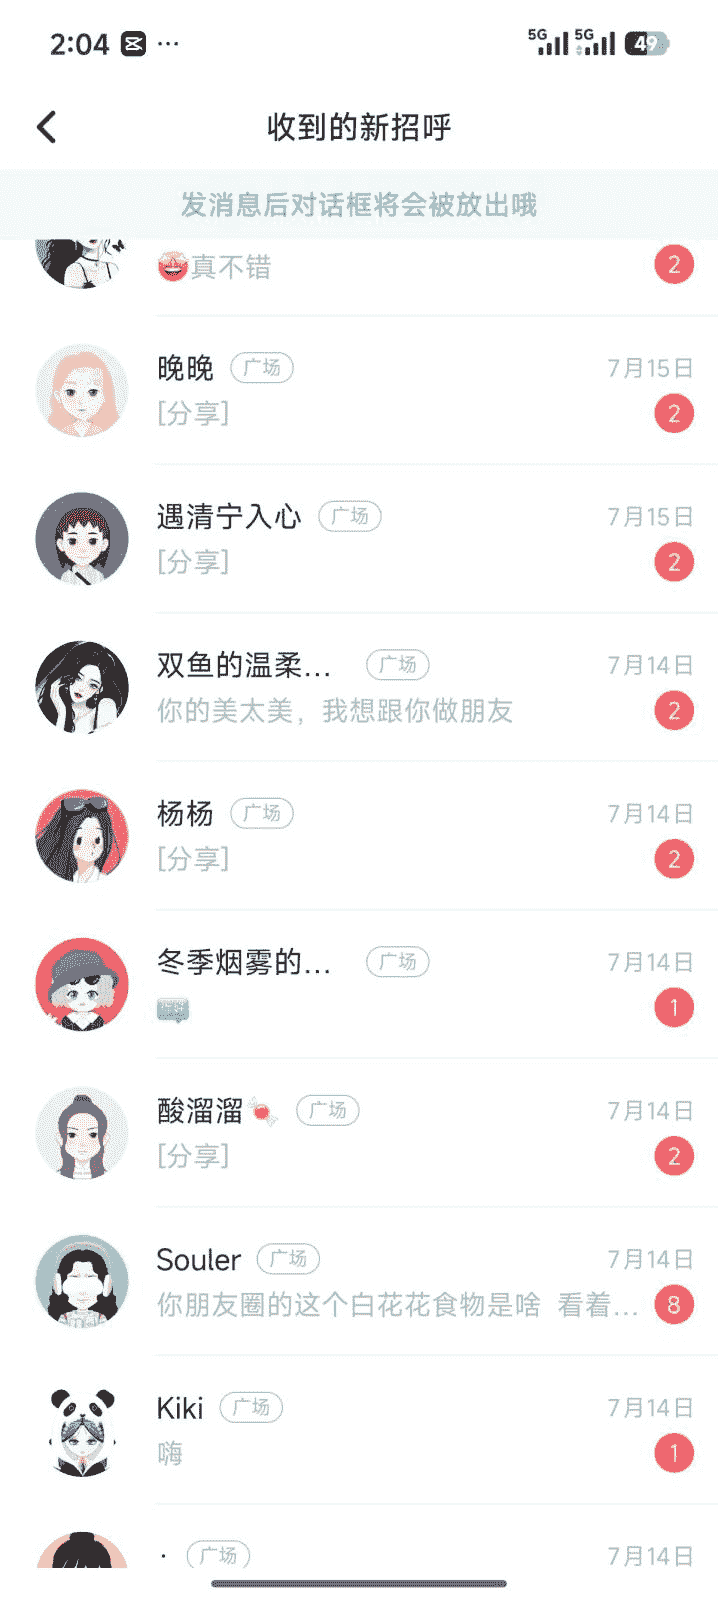 2:04 ···
5G 5G 49
收到的新招呼
发消息后对话框将会被放出哦
真不错 2
晚晚 广场 7月15日
[分享] 2
遇清宁入心 广场 7月15日
[分享] 2
双鱼的温柔... 广场 7月14日
你的美太美，我想跟你做朋友 2
杨杨 广场 7月14日
[分享] 2
冬季烟雾的... 广场 7月14日
1
酸溜溜 广场 7月14日
[分享] 2
Souler 广场 7月14日
你朋友圈的这个白花花食物是啥 看着... 8
Kiki 广场 7月14日
嗨 1
· 广场 7月14日